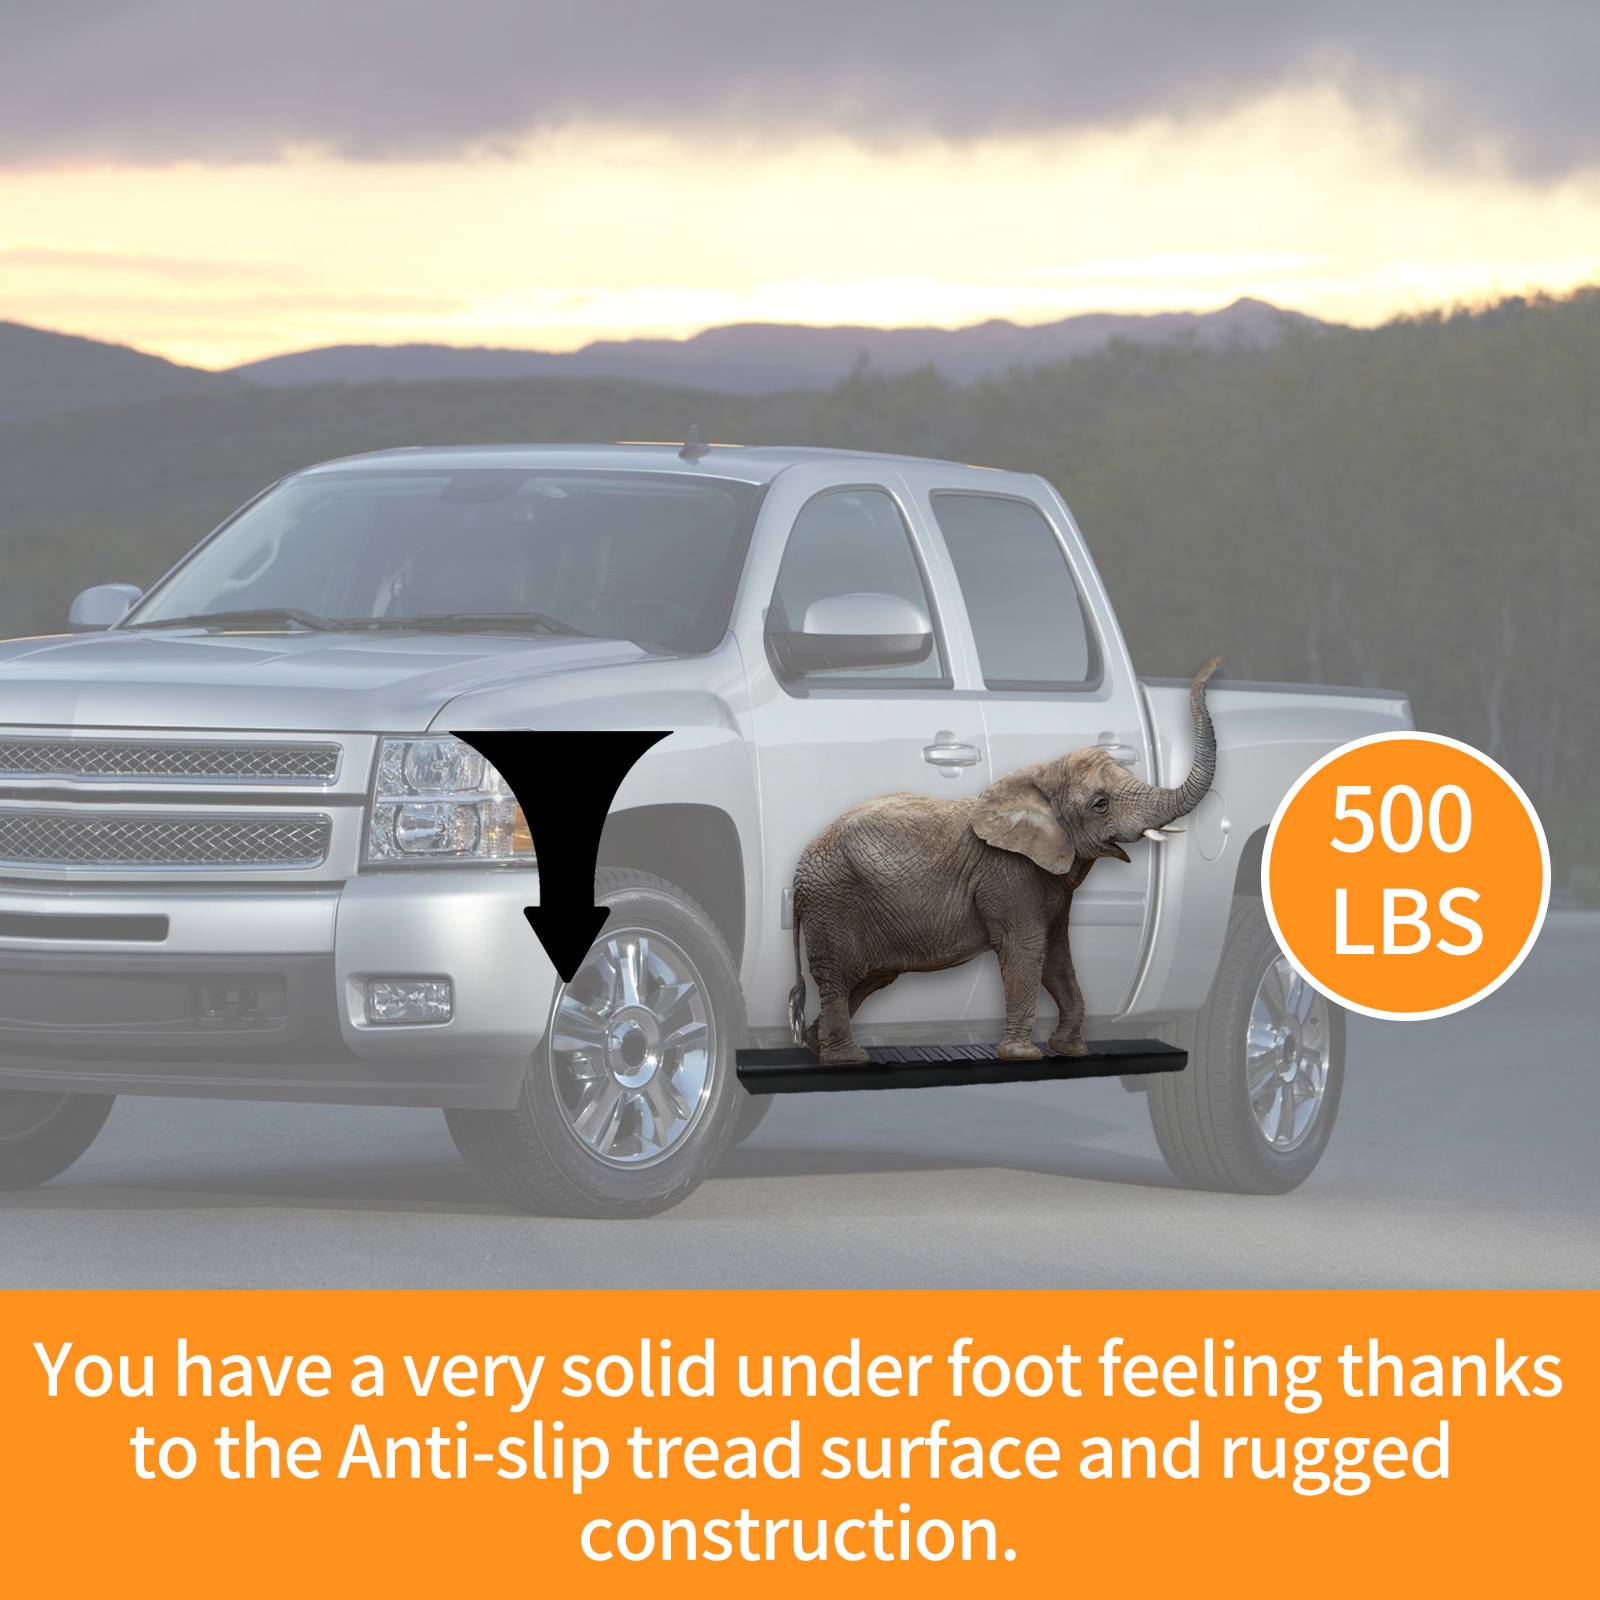 500
LBS
You have a very solid under foot feeling thanks
to the Anti-slip tread surface and rugged
construction.